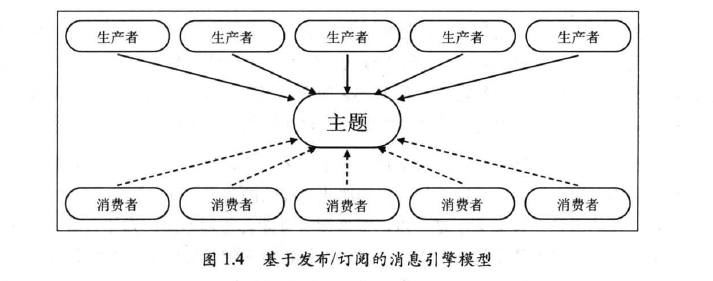 生产者 生产者 生产者 生产者 生产者
主题
消费者 消费者 消费者 消费者 消费者
图 1.4 基于发布/订阅的消息引擎模型